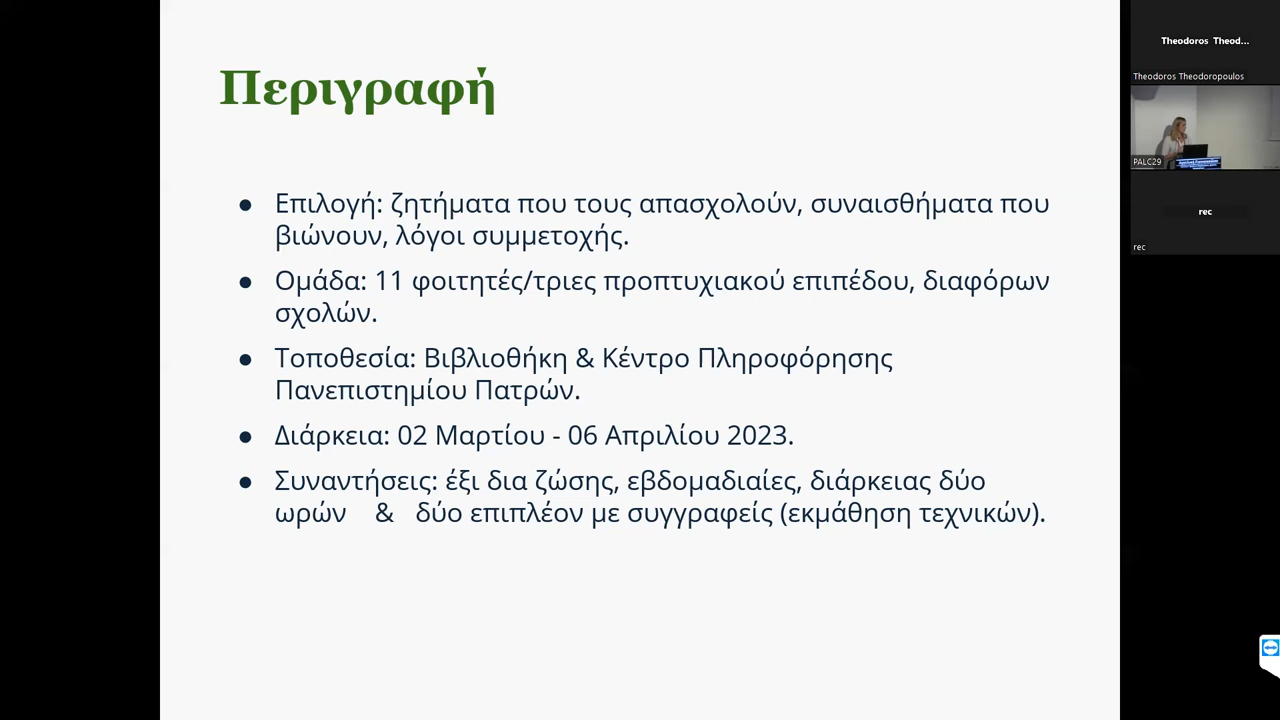 Περιγραφή
● Επιλογή: ζητήματα που τους απασχολούν, συναισθήματα που
βιώνουν, λόγοι συμμετοχής.
● Ομάδα: 11 φοιτητές/τριες προπτυχιακού επιπέδου, διαφόρων
σχολών.
● Τοποθεσία: Βιβλιοθήκη & Κέντρο Πληροφόρησης
Πανεπιστημίου Πατρών.
● Διάρκεια: 02 Μαρτίου - 06 Απριλίου 2023.
● Συναντήσεις: έξι δια ζώσης, εβδομαδιαίες, διάρκειας δύο
ωρών & δύο επιπλέον με συγγραφείς (εκμάθηση τεχνικών).
Theodoros Theod...
Theodoros Theodoropoulos
PALC29
rec
rec